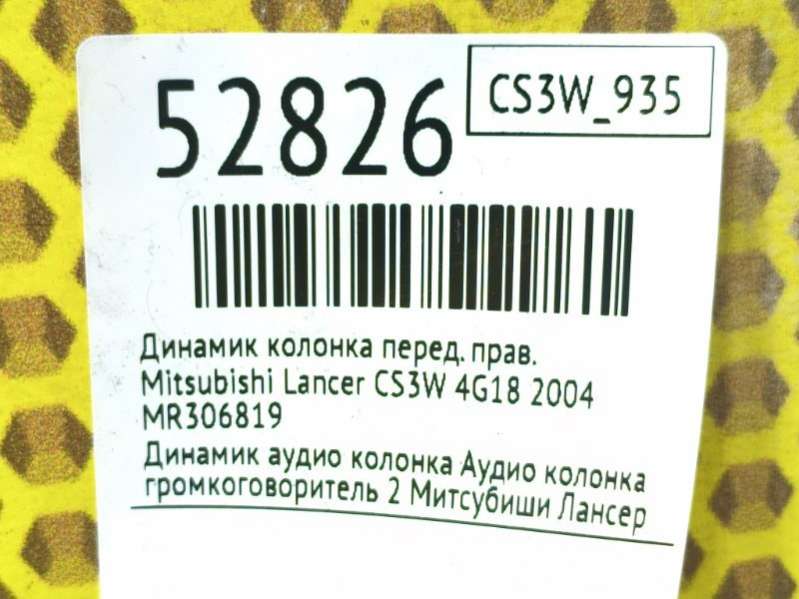 52826
CS3W_935
Динамик колонка перед. прав.
Mitsubishi Lancer CS3W 4G18 2004
MR306819
Динамик аудио колонка Аудио колонка
громкоговоритель 2 Митсубиши Лансер